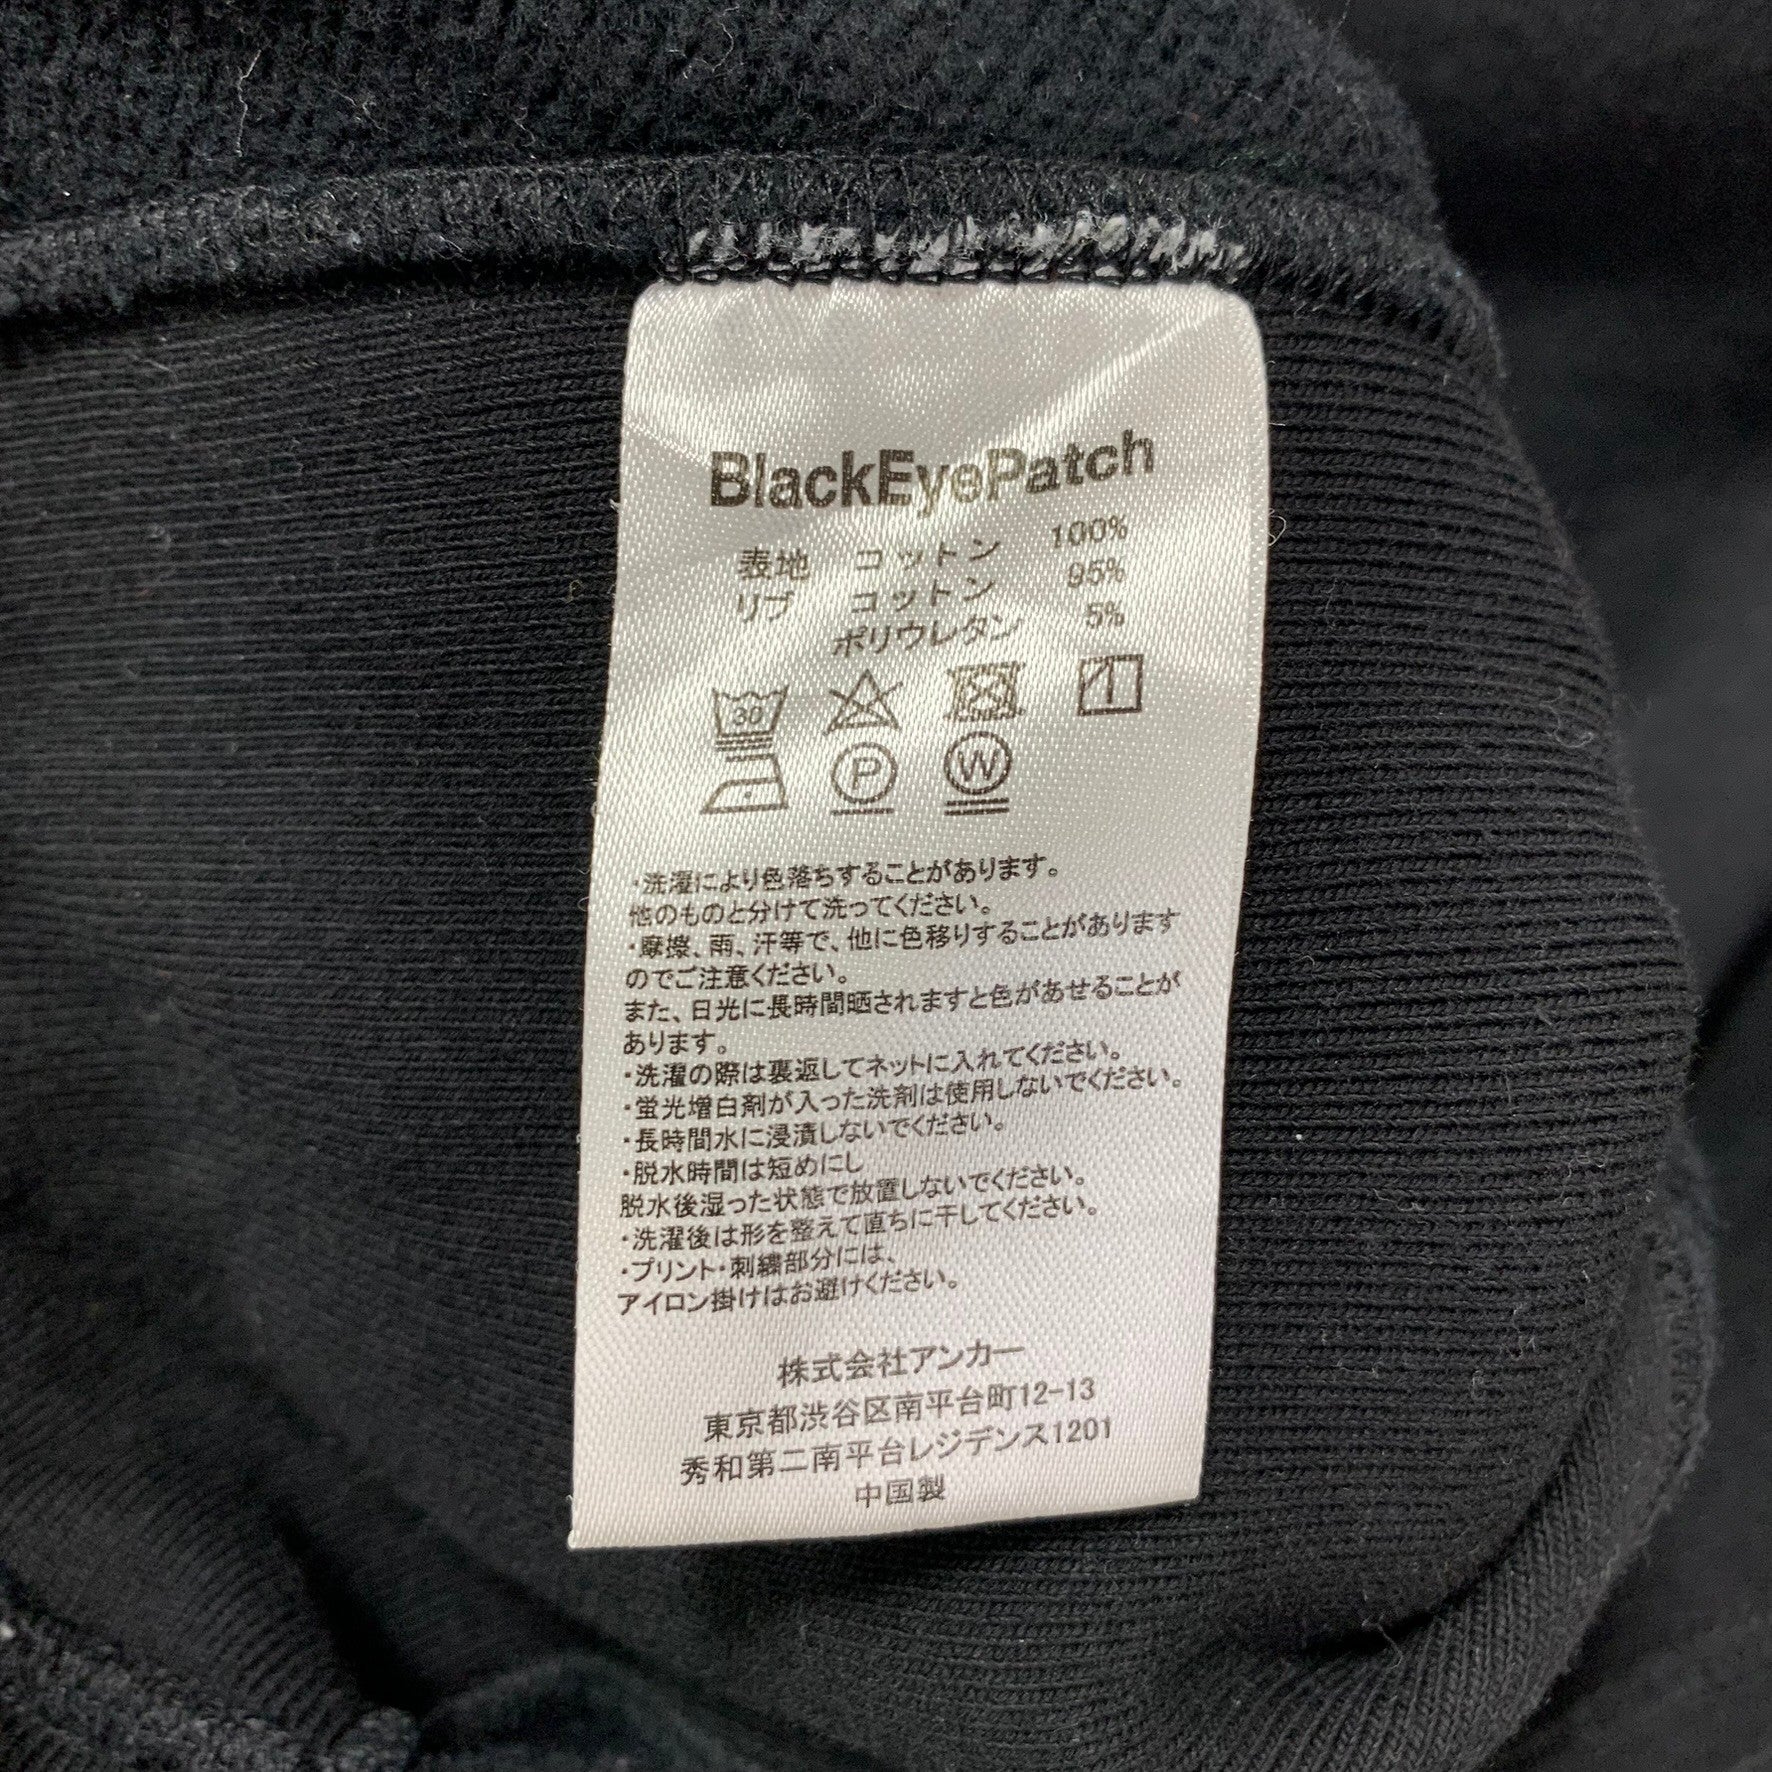 BlackEyePatch
表地 コットン 100%
リブ コットン 95%
ポリウレタン 5%
30
P W
・洗濯により色落ちすることがあります。
他のものと分けて洗ってください。
・摩擦、雨、汗等で、他に色移りすることがあります
のでご注意ください。
また、日光に長時間晒されますと色があせることが
あります。
・洗濯の際は裏返してネットに入れてください。
・蛍光増白剤が入った洗剤は使用しないでください。
・長時間水に浸漬しないでください。
・脱水時間は短めにし
脱水後湿った状態で放置しないでください。
・洗濯後は形を整えて直ちに干してください。
・プリント・刺繍部分には、
アイロン掛けはお避けください。
株式会社アンカー
東京都渋谷区南平台町12-13
秀和第二南平台レジデンス1201
中国製